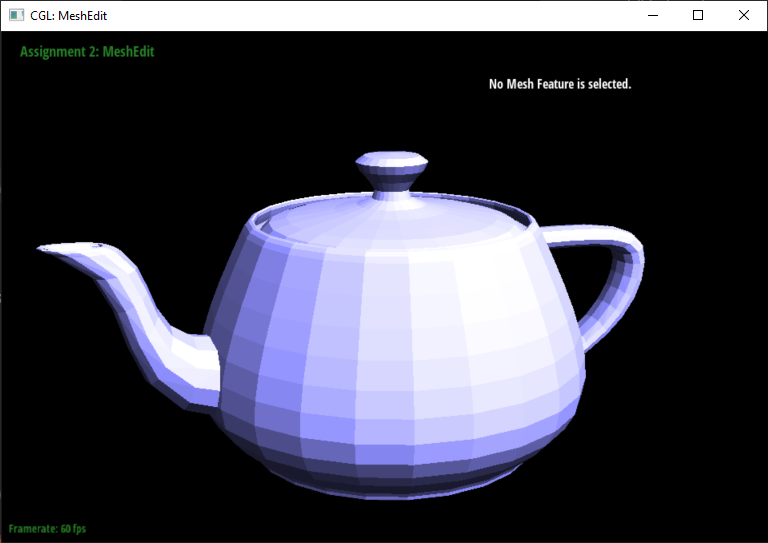 CGL: MeshEdit
Assignment 2: MeshEdit
No Mesh Feature is selected.
Framerate: 60 fps